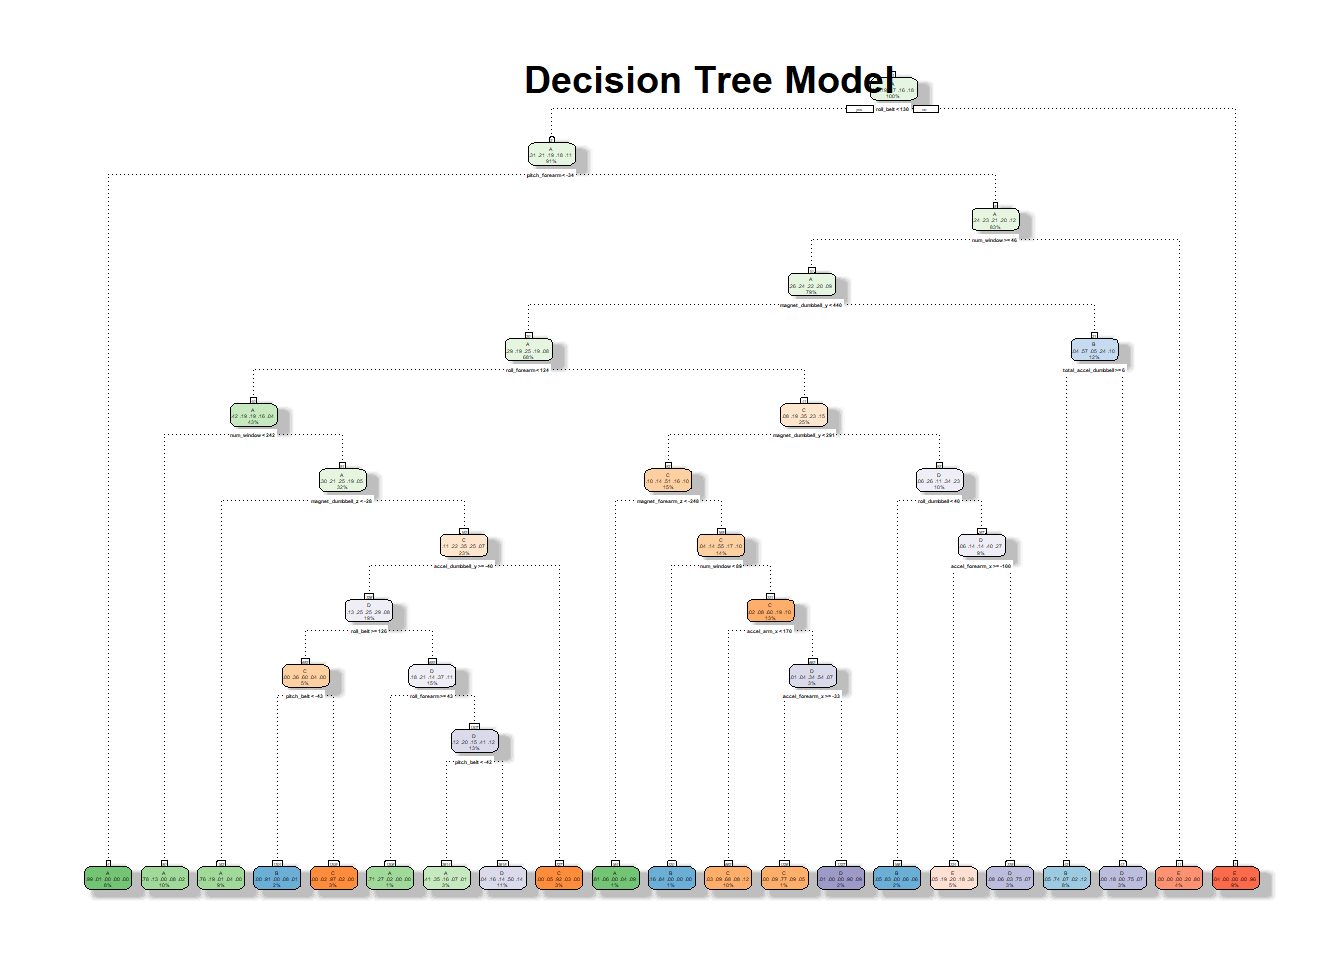 Decision Tree Model
100%
yes roll_belt < 130 no
A
.31 .21 .19 .18 .11
91%
pitch_forearm < -34
A
.24 .23 .21 .20 .12
83%
num_window >= 46
A
.26 .24 .22 .20 .09
78%
magnet_dumbbell_y < 440
A
.29 .19 .25 .19 .08
66%
B
.04 .57 .05 .24 .10
12%
roll_forearm < 124
total_accel_dumbbell >= 6
A
.42 .19 .19 .16 .04
43%
C
.08 .19 .35 .23 .15
25%
num_window < 242
magnet_dumbbell_y < 291
A
.30 .21 .25 .19 .05
32%
C
.10 .14 .51 .16 .10
15%
D
.06 .26 .11 .34 .23
10%
magnet_dumbbell_z < -28
magnet_forearm_z < -248
roll_dumbbell < 40
C
.11 .22 .35 .25 .07
23%
C
.04 .14 .55 .17 .10
14%
D
.06 .14 .14 .40 .27
9%
accel_dumbbell_y >= -40
num_window < 89
accel_forearm_x >= -100
D
.13 .25 .25 .29 .08
19%
C
.02 .08 .60 .19 .10
13%
roll_belt >= 126
accel_arm_x < 170
C
.00 .36 .60 .04 .00
5%
D
.18 .21 .14 .37 .11
15%
D
.01 .04 .34 .54 .07
3%
pitch_belt < -43
roll_forearm >= 43
accel_forearm_x >= -33
D
.12 .20 .15 .41 .12
13%
pitch_belt < -42
A
.99 .01 .00 .00 .00
8%
A
.78 .13 .00 .08 .02
10%
A
.76 .19 .01 .04 .00
9%
B
.00 .91 .00 .08 .01
2%
C
.00 .02 .97 .02 .00
3%
A
.71 .27 .02 .01 .00
1%
A
.41 .35 .16 .07 .01
3%
D
.04 .16 .14 .50 .14
11%
C
.00 .05 .92 .03 .00
3%
A
.81 .06 .00 .04 .09
1%
B
.16 .84 .00 .00 .00
1%
C
.03 .09 .68 .08 .12
10%
C
.00 .09 .77 .09 .05
1%
D
.01 .00 .00 .90 .09
2%
B
.05 .83 .00 .06 .06
2%
E
.05 .19 .20 .18 .38
5%
D
.08 .06 .03 .75 .07
3%
B
.05 .74 .07 .02 .12
8%
D
.00 .18 .00 .75 .07
3%
E
.00 .00 .00 .20 .80
4%
E
.04 .00 .00 .00 .96
9%